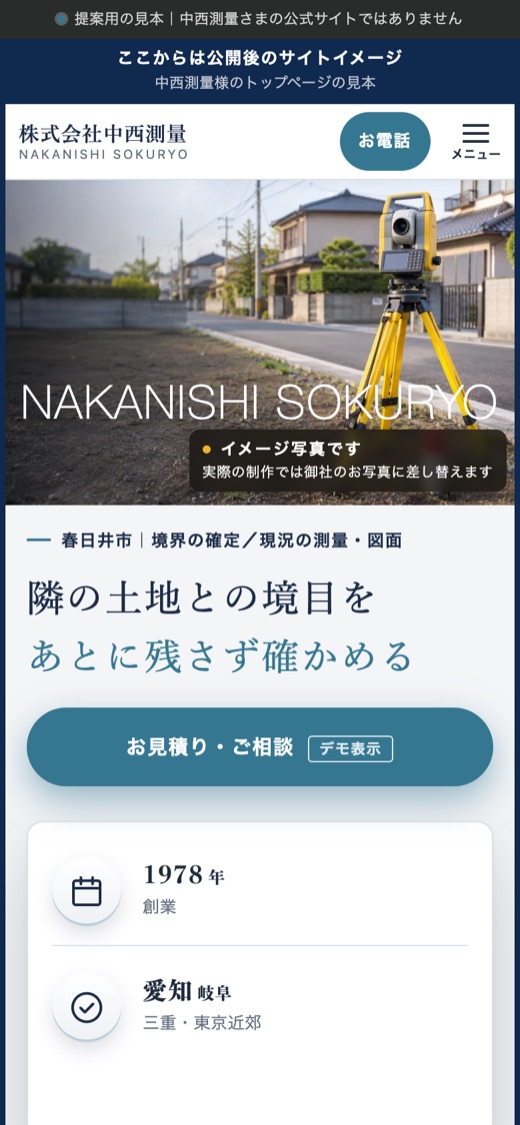 提案用の見本｜中西測量さまの公式サイトではありません
ここからは公開後のサイトイメージ
中西測量様のトップページの見本
株式会社中西測量
NAKANISHI SOKURYO
お電話
メニュー
NAKANISHI SOKURYO
イメージ写真です
実際の制作では御社のお写真に差し替えます
春日井市｜境界の確定／現況の測量・図面
隣の土地との境目を
あとに残さず確かめる
お見積り・ご相談 デモ表示
1978年
創業
愛知 岐阜
三重・東京近郊